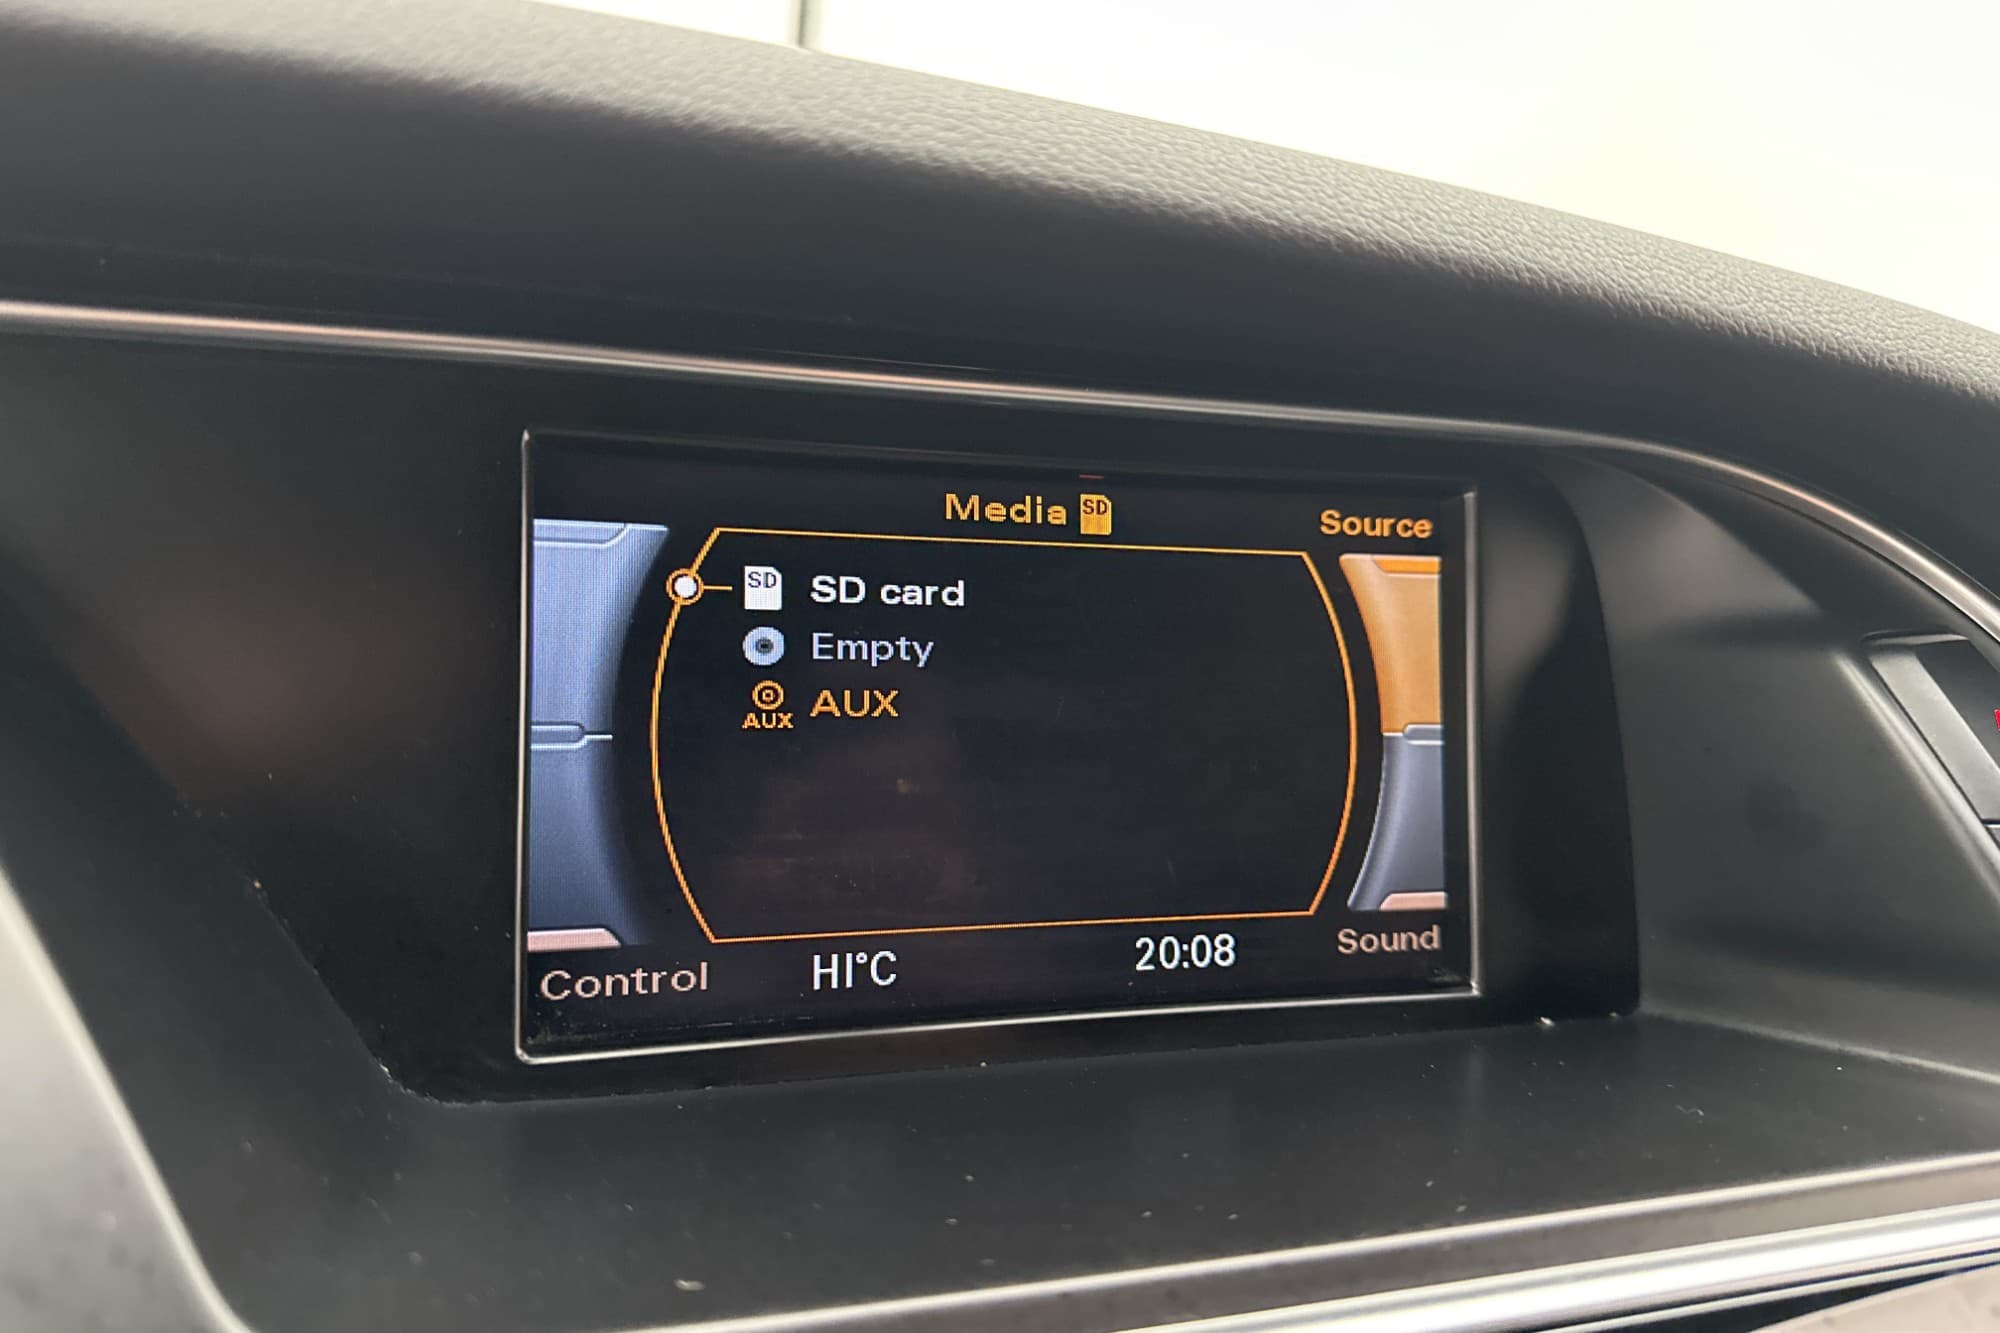 Media SD
Source
SD SD card
Empty
AUX AUX
Control
HI°C
20:08
Sound